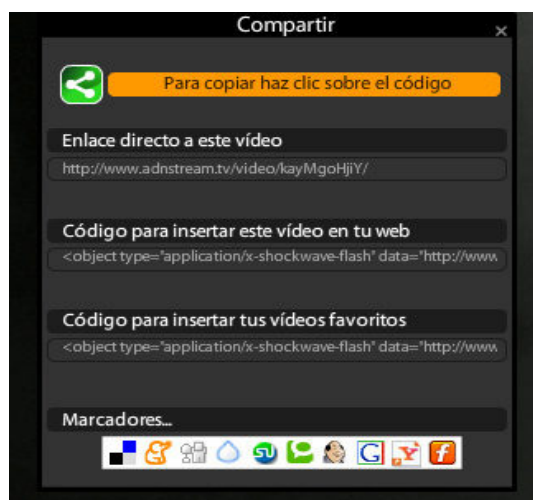 Compartir
Para copiar haz clic sobre el código
Enlace directo a este vídeo
http://www.adnstream.tv/video/kayMgoHjiY/
Código para insertar este vídeo en tu web
<object type="application/x-shockwave-flash" data="http://www
Código para insertar tus vídeos favoritos
<object type="application/x-shockwave-flash" data="http://www
Marcadores...